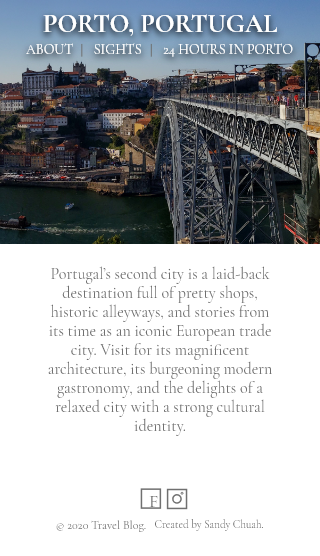 PORTO, PORTUGAL
ABOUT | SIGHTS | 24 HOURS IN PORTO
Portugal's second city is a laid-back
destination full of pretty shops,
historic alleyways, and stories from
its time as an iconic European trade
city. Visit for its magnificent
architecture, its burgeoning modern
gastronomy, and the delights of a
relaxed city with a strong cultural
identity.
F
© 2020 Travel Blog. Created by Sandy Chuah.